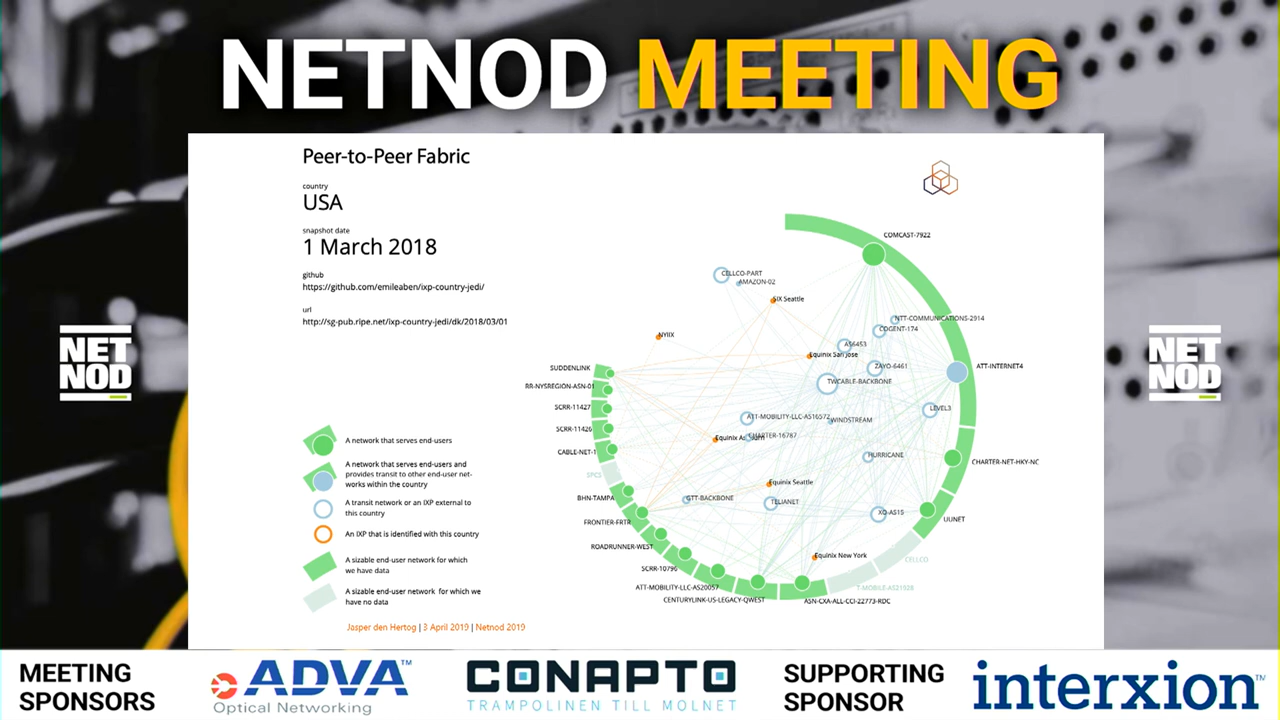 NETNOD MEETING
Peer-to-Peer Fabric
country
USA
snapshot date
1 March 2018
github
https://github.com/emileaben/ixp-country-jedi/
url
http://sg-pub.ripe.net/ixp-country-jedi/dk/2018/03/01
COMCAST-7922
CELLCO-PART
AMAZON-02
SIX Seattle
NTT-COMMUNICATIONS-2914
COGENT-174
NYIIX
AS6453
Equinix San Jose
ZAYO-6461
ATT-INTERNET4
SUDDENLINK
TWCABLE-BACKBONE
RR-NYSREGION-ASN-01
SCRR-11427
LEVEL3
ATT-MOBILITY-LLC-AS16572
WINDSTREAM
SCRR-11426
Equinix
CHARTER-16787
CABLE-NET-1
HURRICANE
CHARTER-NET-HKY-NC
SPCS
Equinix Seattle
BHN-TAMPA
GTT-BACKBONE
TELIANET
XO-AS15
UUNET
FRONTIER-FRTR
ROADRUNNER-WEST
Equinix New York
CELLCO
SCRR-10796
ATT-MOBILITY-LLC-AS20057
T-MOBILE-AS21928
CENTURYLINK-US-LEGACY-QWEST
ASN-CXA-ALL-CCI-22773-RDC
A network that serves end-users
A network that serves end-users and
provides transit to other end-user net-
works within the country
A transit network or an IXP external to
this country
An IXP that is identified with this country
A sizable end-user network for which
we have data
A sizable end-user network for which we
have no data
Jasper den Hertog | 3 April 2019 | Netnod 2019
NET
NOD
NET
NOD
MEETING
SPONSORS
ADVA™
Optical Networking
CONAPTO
TRAMPOLINEN TILL MOLNET
SUPPORTING
SPONSOR
interxion™